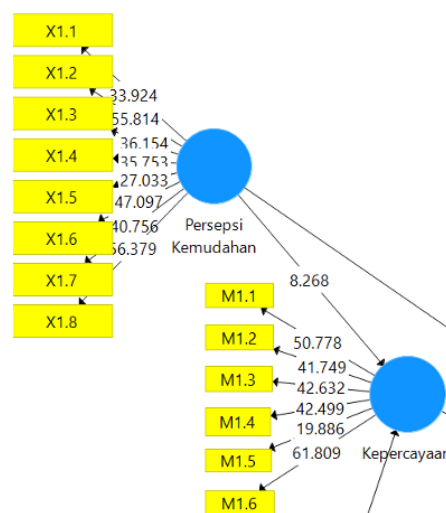 X1.1
X1.2
X1.3
X1.4
X1.5
X1.6
X1.7
X1.8
33.924
55.814
36.154
35.753
27.033
47.097
40.756
56.379
Persepsi
Kemudahan
8.268
M1.1
M1.2
M1.3
M1.4
M1.5
M1.6
50.778
41.749
42.632
42.499
19.886
61.809
Kepercayaan